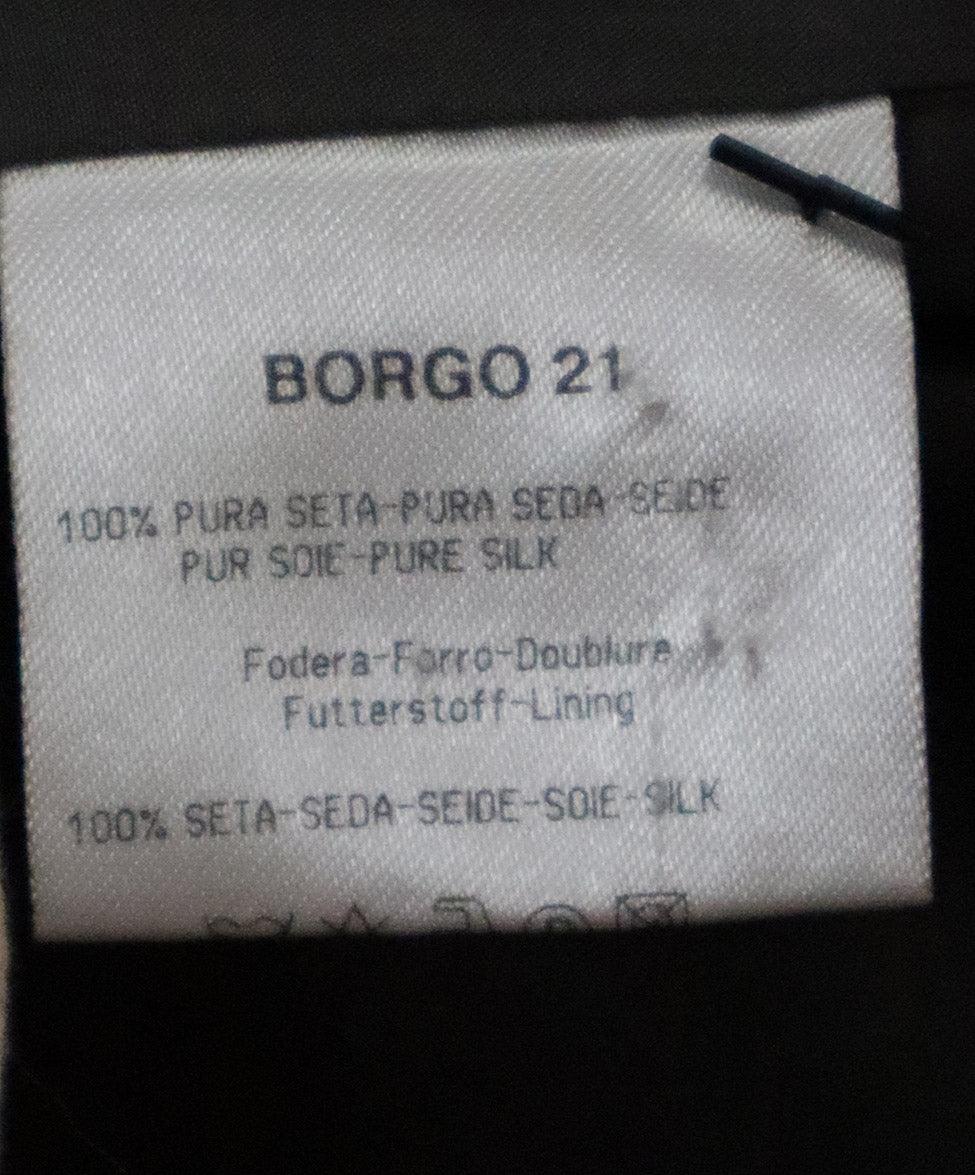 BORGO 21
100% PURA SETA-PURA SEDA-SEIDE
PUR SOIE-PURE SILK
Fodera-Forro-Doublure
Futterstoff-Lining
100% SETA-SEDA-SEIDE-SOIE-SILK